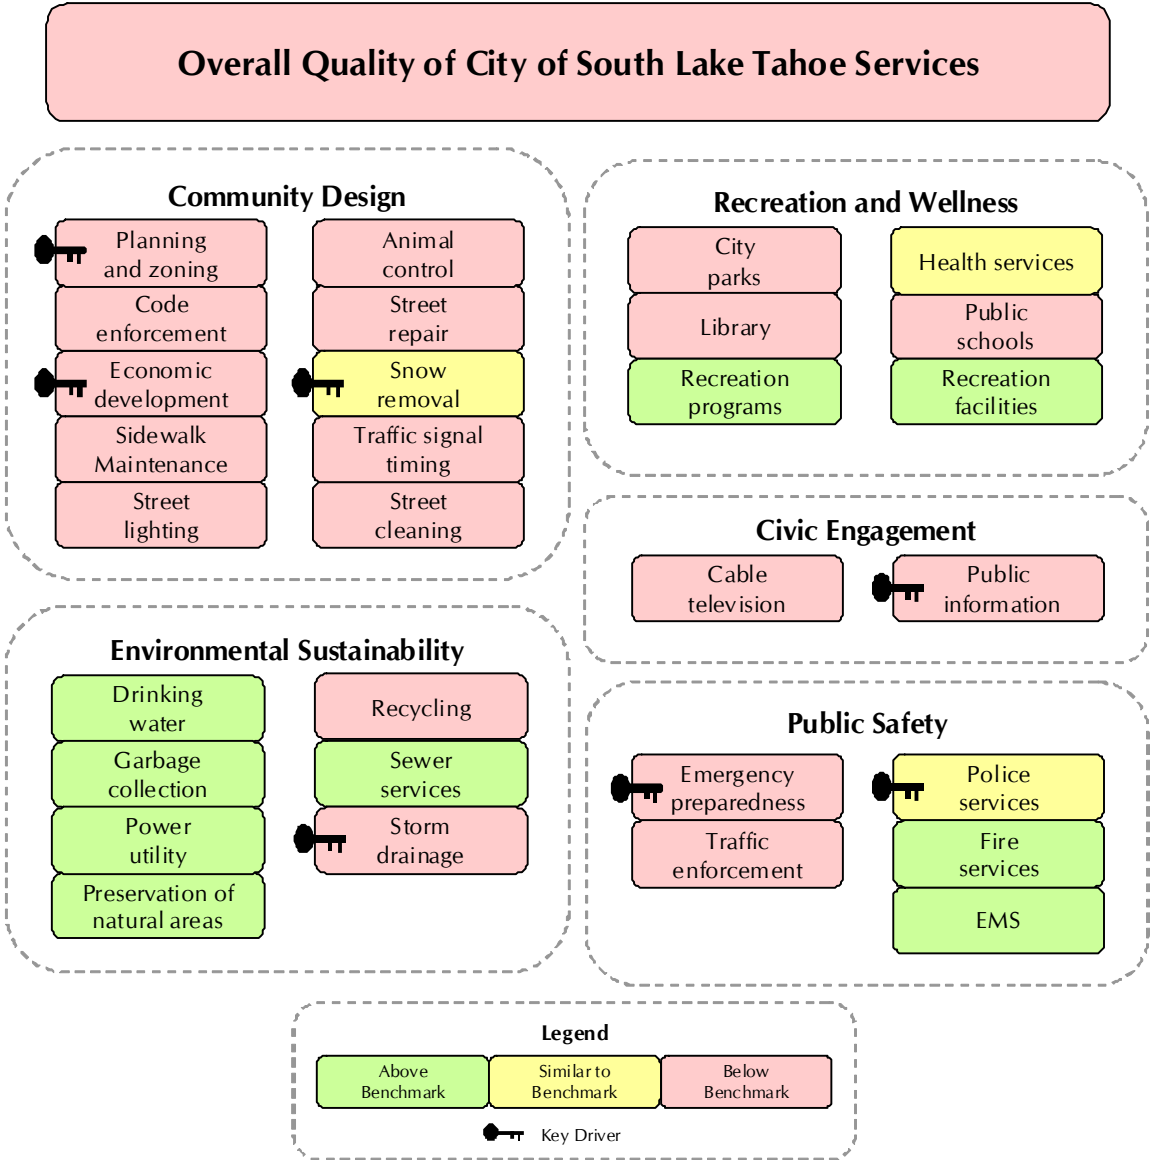 Overall Quality of City of South Lake Tahoe Services
Community Design
Planning
and zoning
Code
enforcement
Economic
development
Sidewalk
Maintenance
Street
lighting
Animal
control
Street
repair
Snow
removal
Traffic signal
timing
Street
cleaning
Recreation and Wellness
City
parks
Library
Recreation
programs
Health services
Public
schools
Recreation
facilities
Civic Engagement
Cable
television
Public
information
Environmental Sustainability
Drinking
water
Garbage
collection
Power
utility
Preservation of
natural areas
Recycling
Sewer
services
Storm
drainage
Public Safety
Emergency
preparedness
Traffic
enforcement
Police
services
Fire
services
EMS
Legend
Above
Benchmark
Similar to
Benchmark
Below
Benchmark
Key Driver